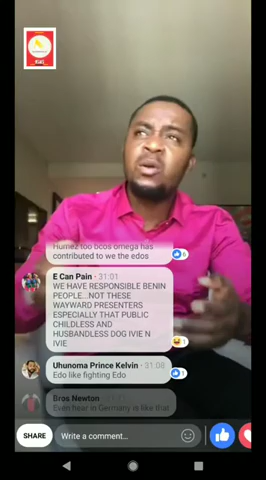 Humez too bcos omega has
contributed to we the edos
E Can Pain · 31:01
WE HAVE RESPONSIBLE BENIN
PEOPLE...NOT THESE
WAYWARD PRESENTERS
ESPECIALLY THAT PUBLIC
CHILDLESS AND
HUSBANDLESS DOG IVIE N
IVIE
Uhunoma Prince Kelvin · 31:08
Edo like fighting Edo
Bros Newton
Even hear in Germany is like that
SHARE
Write a comment...